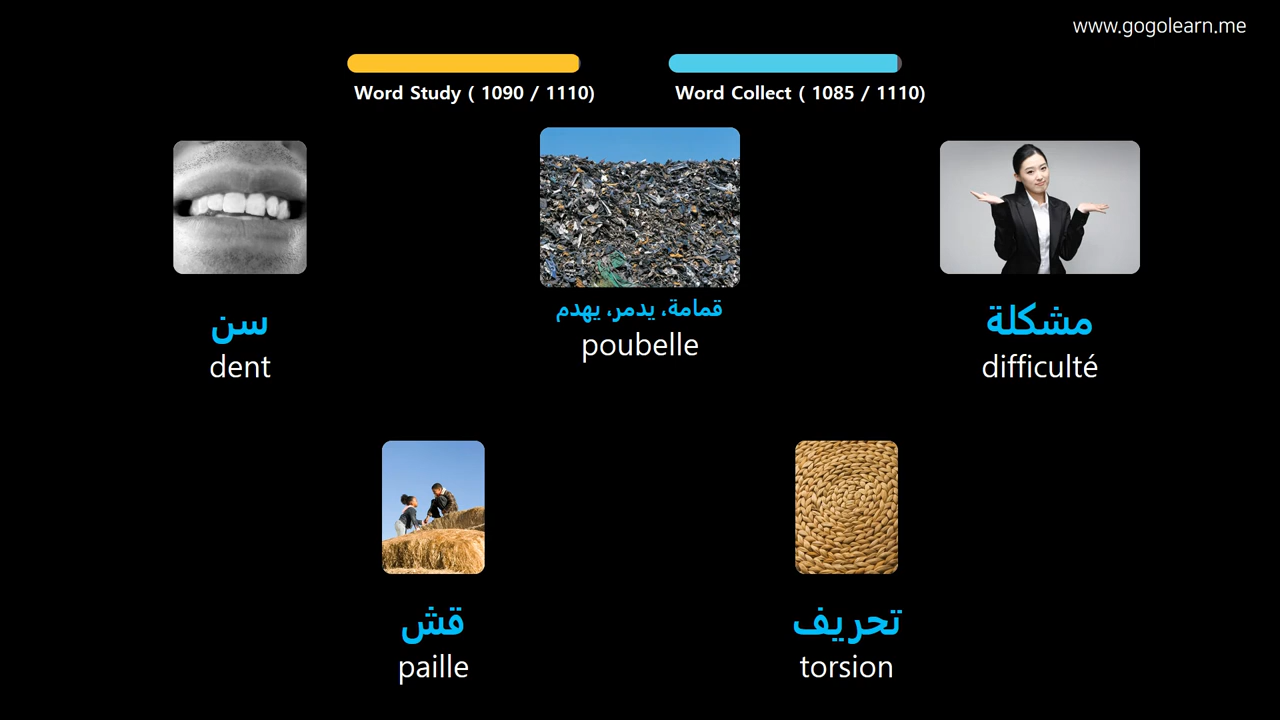 www.gogolearn.me
Word Study ( 1090 / 1110)
Word Collect ( 1085 / 1110)
سن
dent
قمامة، يدمر، يهدم
poubelle
مشكلة
difficulté
قش
paille
تحريف
torsion